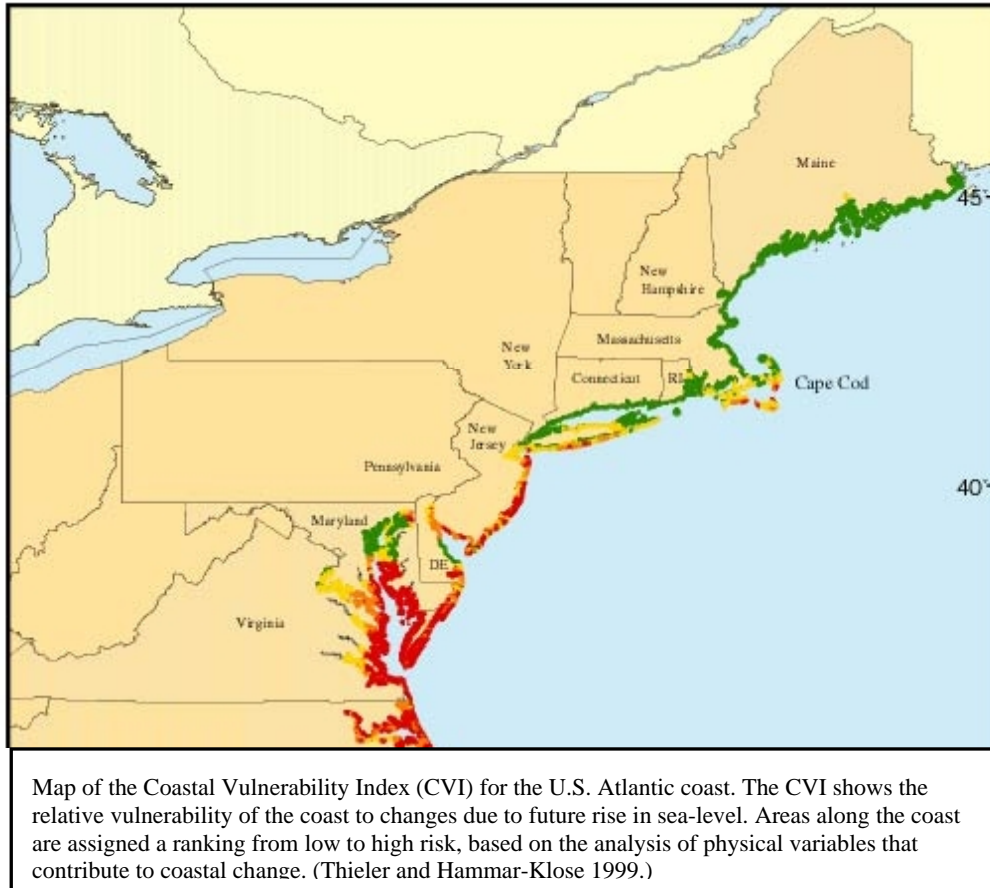 Maine
45°
New
Hampshire
Massachusetts
New
York
Connecticut
RI
Cape Cod
New
Jersey
Pennsylvania
40°
Maryland
DE
Virginia
Map of the Coastal Vulnerability Index (CVI) for the U.S. Atlantic coast. The CVI shows the
relative vulnerability of the coast to changes due to future rise in sea-level. Areas along the coast
are assigned a ranking from low to high risk, based on the analysis of physical variables that
contribute to coastal change. (Thieler and Hammar-Klose 1999.)